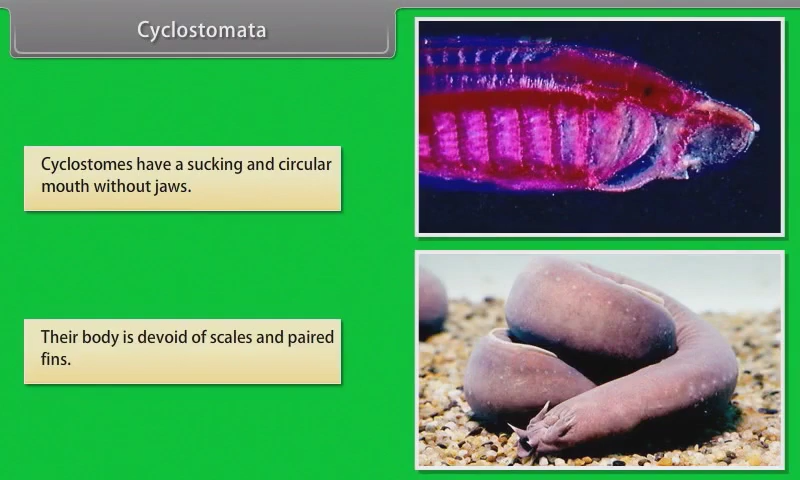 Cyclostomata
Cyclostomes have a sucking and circular
mouth without jaws.
Their body is devoid of scales and paired
fins.